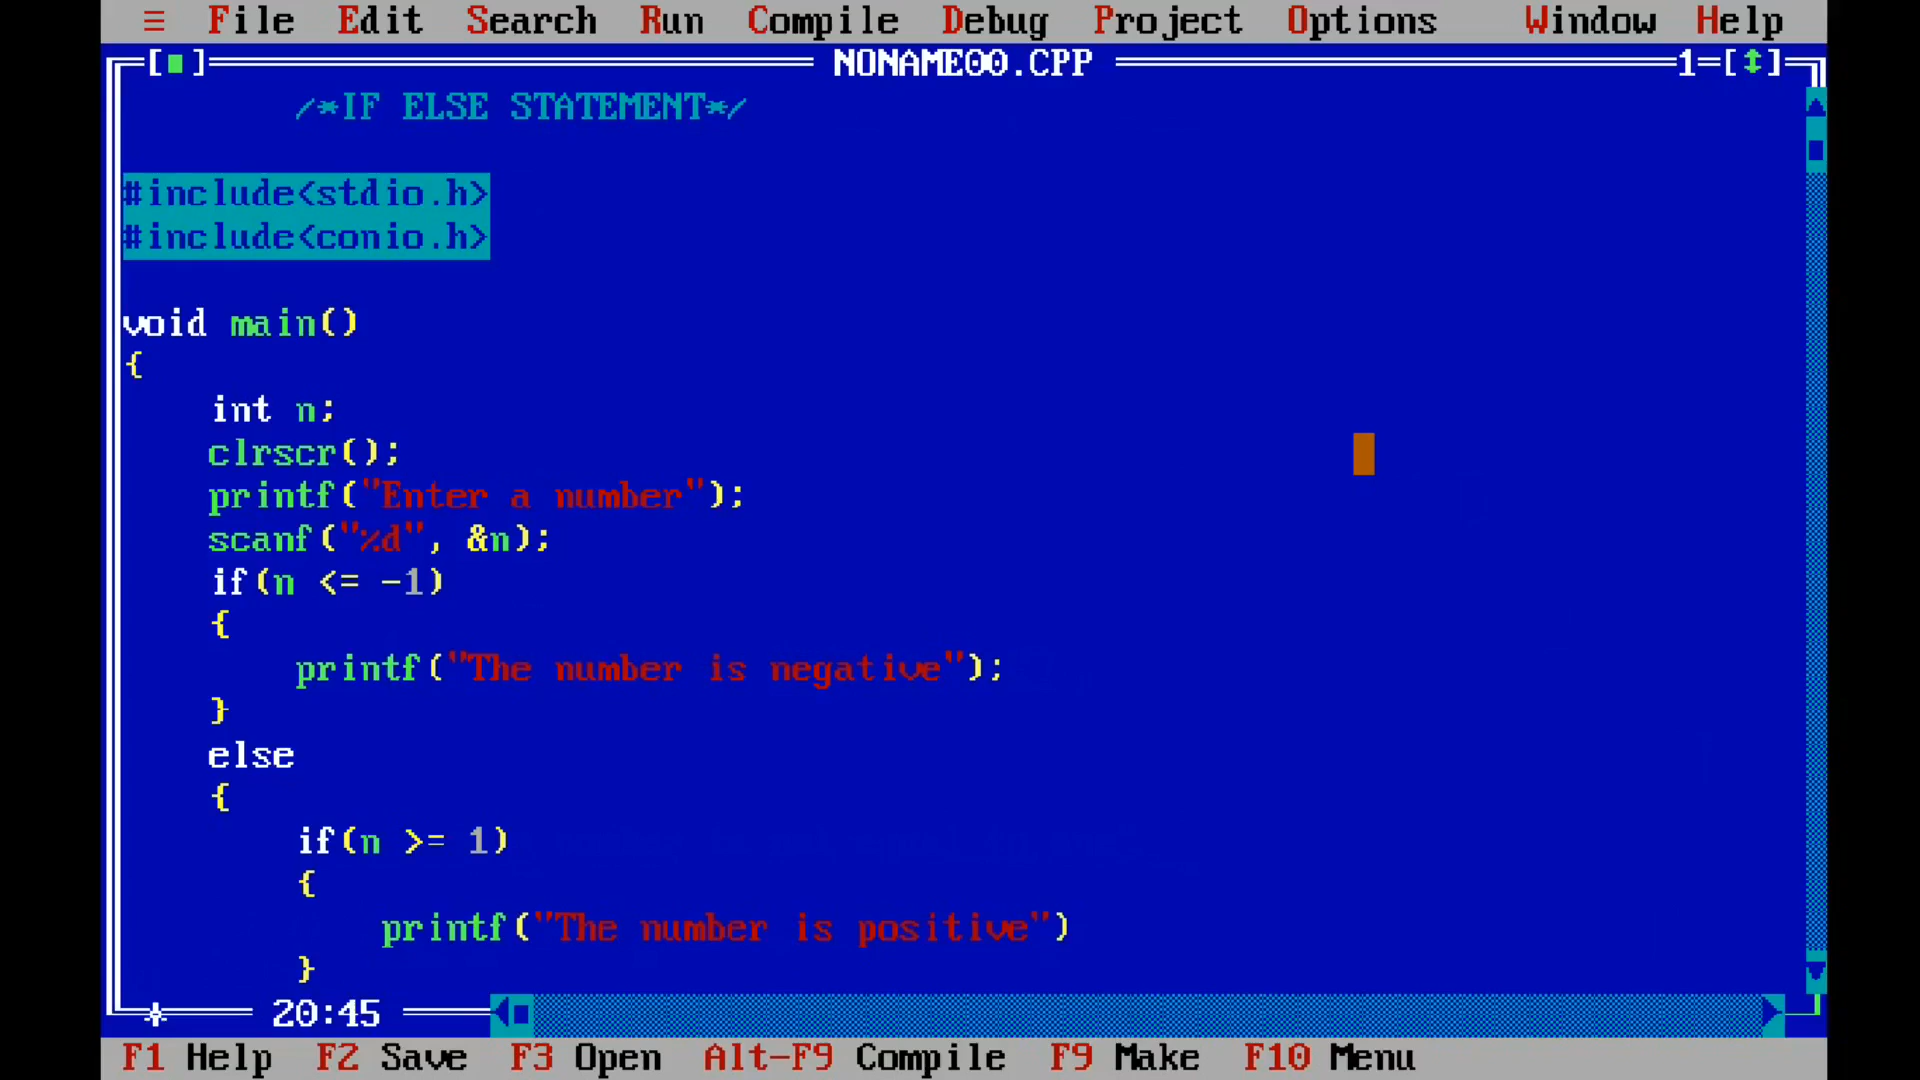 ≡ File Edit Search Run Compile Debug Project Options Window Help
[■] NONAME00.CPP 1=[↕]
/*IF ELSE STATEMENT*/
#include<stdio.h>
#include<conio.h>
void main()
{
int n;
clrscr();
printf("Enter a number");
scanf("%d", &n);
if(n <= -1)
{
printf("The number is negative");
}
else
{
if(n >= 1)
{
printf("The number is positive")
}
20:45
F1 Help F2 Save F3 Open Alt-F9 Compile F9 Make F10 Menu